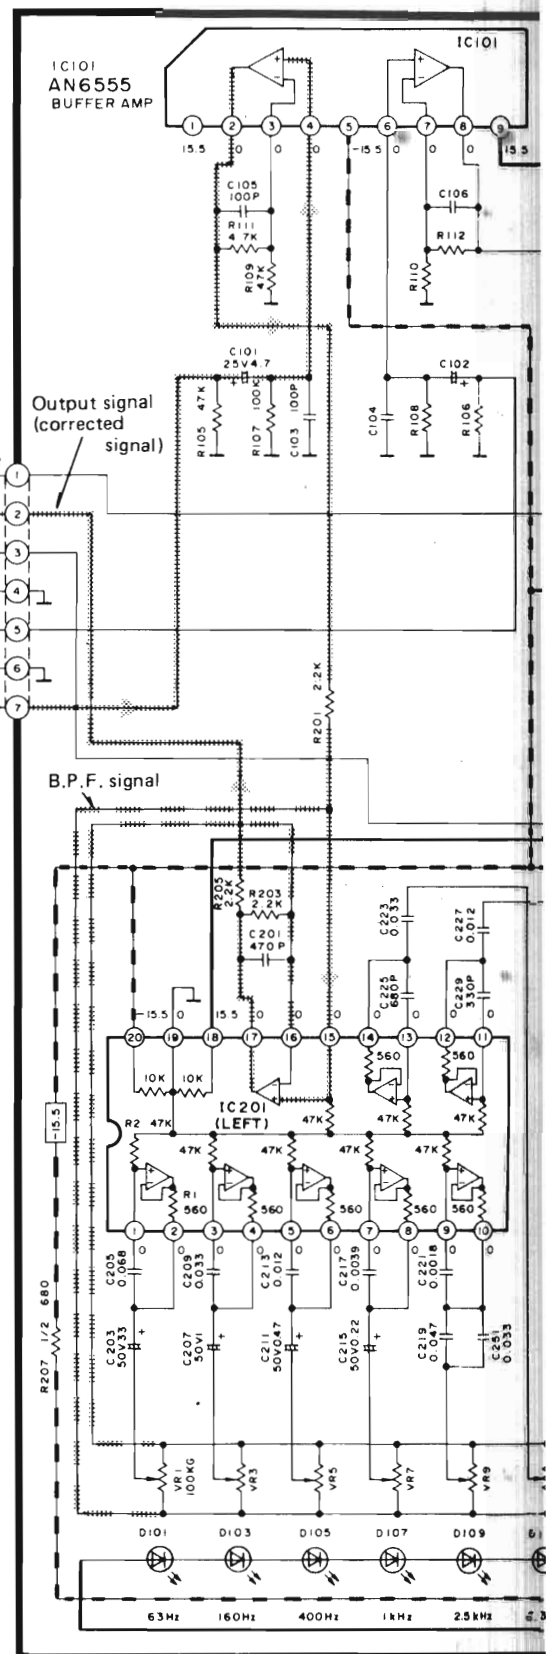 IC101
AN6555
BUFFER AMP
IC101
1 2 3 4 5 6 7 8 9
15.5 0 0 0 -15.5 0 0 0 15.5
C105
100P
R111
4.7K
R109
47K
C106
R112
R110
C101
25V4.7
+
R105
47K
R107
100K
C103
100P
C102
+
C104
R108
R106
Output signal
(corrected
signal)
1
2
3
4
5
6
7
R201
2.2K
B.P.F. signal
R205
2.2K
R203
2.2K
C201
470P
C223
0.033
C225
680P
C227
0.012
C229
330P
-15.5 0 15.5 0 0 0 0 0 0 0
20 19 18 17 16 15 14 13 12 11
10K 10K
560 560
IC201
(LEFT)
47K 47K 47K
R2 47K
47K 47K 47K 47K
R1
560 560 560 560 560
1 2 3 4 5 6 7 8 9 10
0 0 0 0 0 0 0 0 0 0
-15.5
R207 1/2 680
C205
0.068
C209
0.033
C213
0.012
C217
0.0039
C221
0.0018
C203
50V33
+
C207
50V1
+
C211
50V0.47
+
C215
50V0.22
+
C219
0.047
C251
0.033
VR1
100KG
VR3
VR5
VR7
VR9
D101 D103 D105 D107 D109
63Hz 160Hz 400Hz 1kHz 2.5kHz